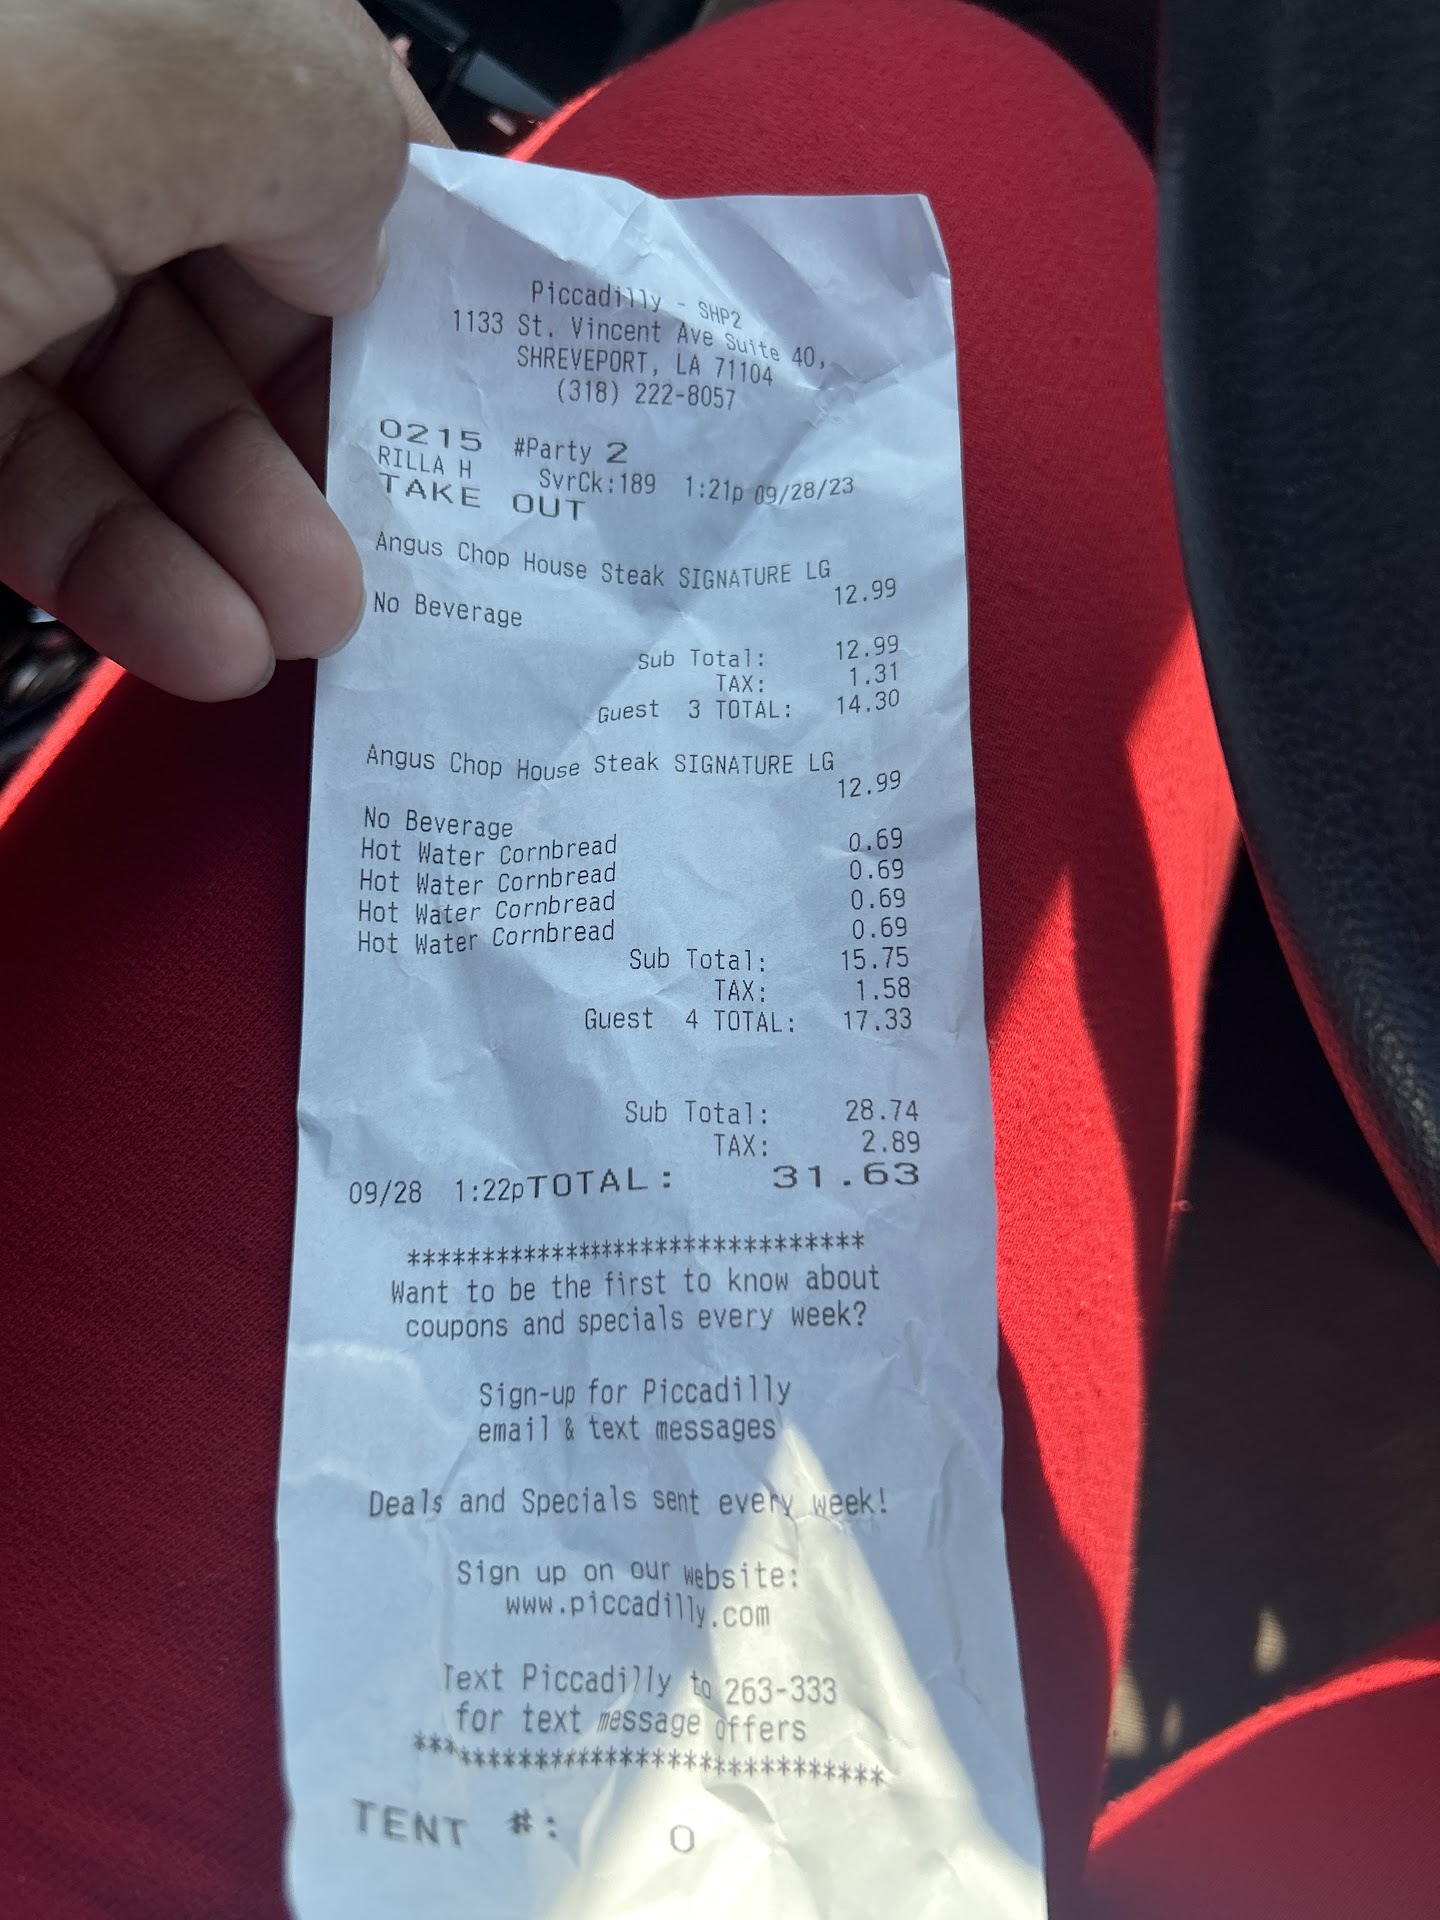 Piccadilly - SHP2
1133 St. Vincent Ave Suite 40,
SHREVEPORT, LA 71104
(318) 222-8057
0215 #Party 2
RILLA H SvrCk:189 1:21p 09/28/23
TAKE OUT
Angus Chop House Steak SIGNATURE LG
12.99
No Beverage
Sub Total: 12.99
TAX: 1.31
Guest 3 TOTAL: 14.30
Angus Chop House Steak SIGNATURE LG
12.99
No Beverage
Hot Water Cornbread 0.69
Hot Water Cornbread 0.69
Hot Water Cornbread 0.69
Hot Water Cornbread 0.69
Sub Total: 15.75
TAX: 1.58
Guest 4 TOTAL: 17.33
Sub Total: 28.74
TAX: 2.89
09/28 1:22pTOTAL: 31.63
*******************************
Want to be the first to know about
coupons and specials every week?
Sign-up for Piccadilly
email & text messages
Deals and Specials sent every week!
Sign up on our website:
www.piccadilly.com
Text Piccadilly to 263-333
for text message offers
*******************************
TENT #: 0